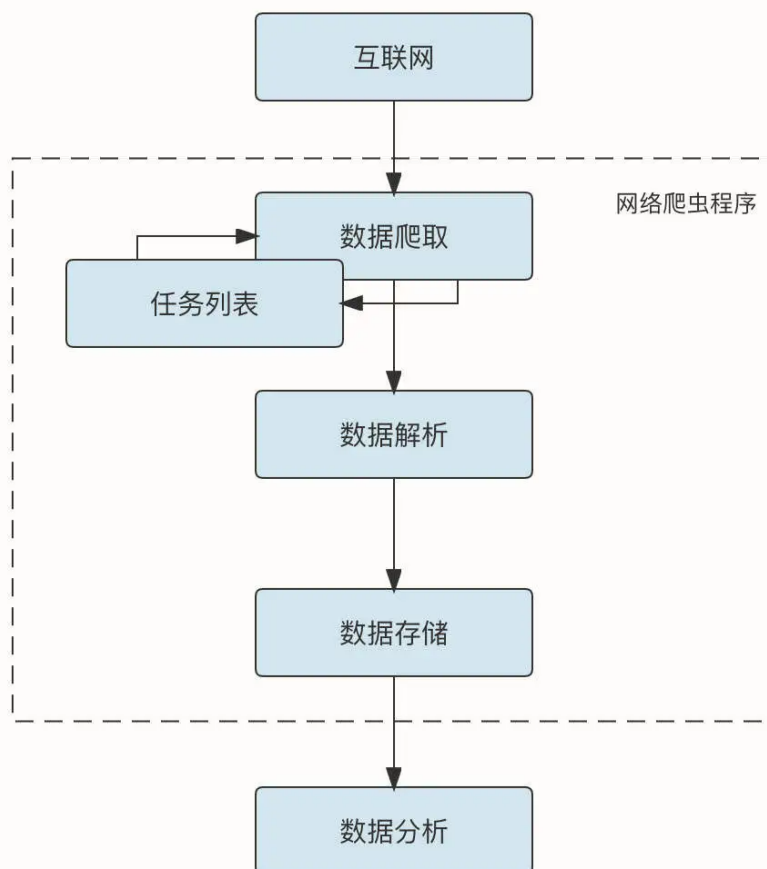 互联网
网络爬虫程序
数据爬取
任务列表
数据解析
数据存储
数据分析